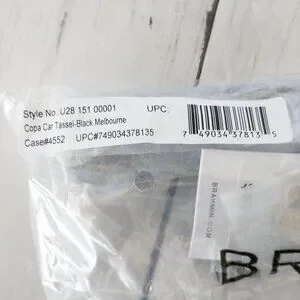 Style No. U28 151 00001 UPC:
Copa Car Tassel-Black Melbourne
Case#4552 UPC#749034378135
7 49034 37813 5
BRAHMIN.COM
BR